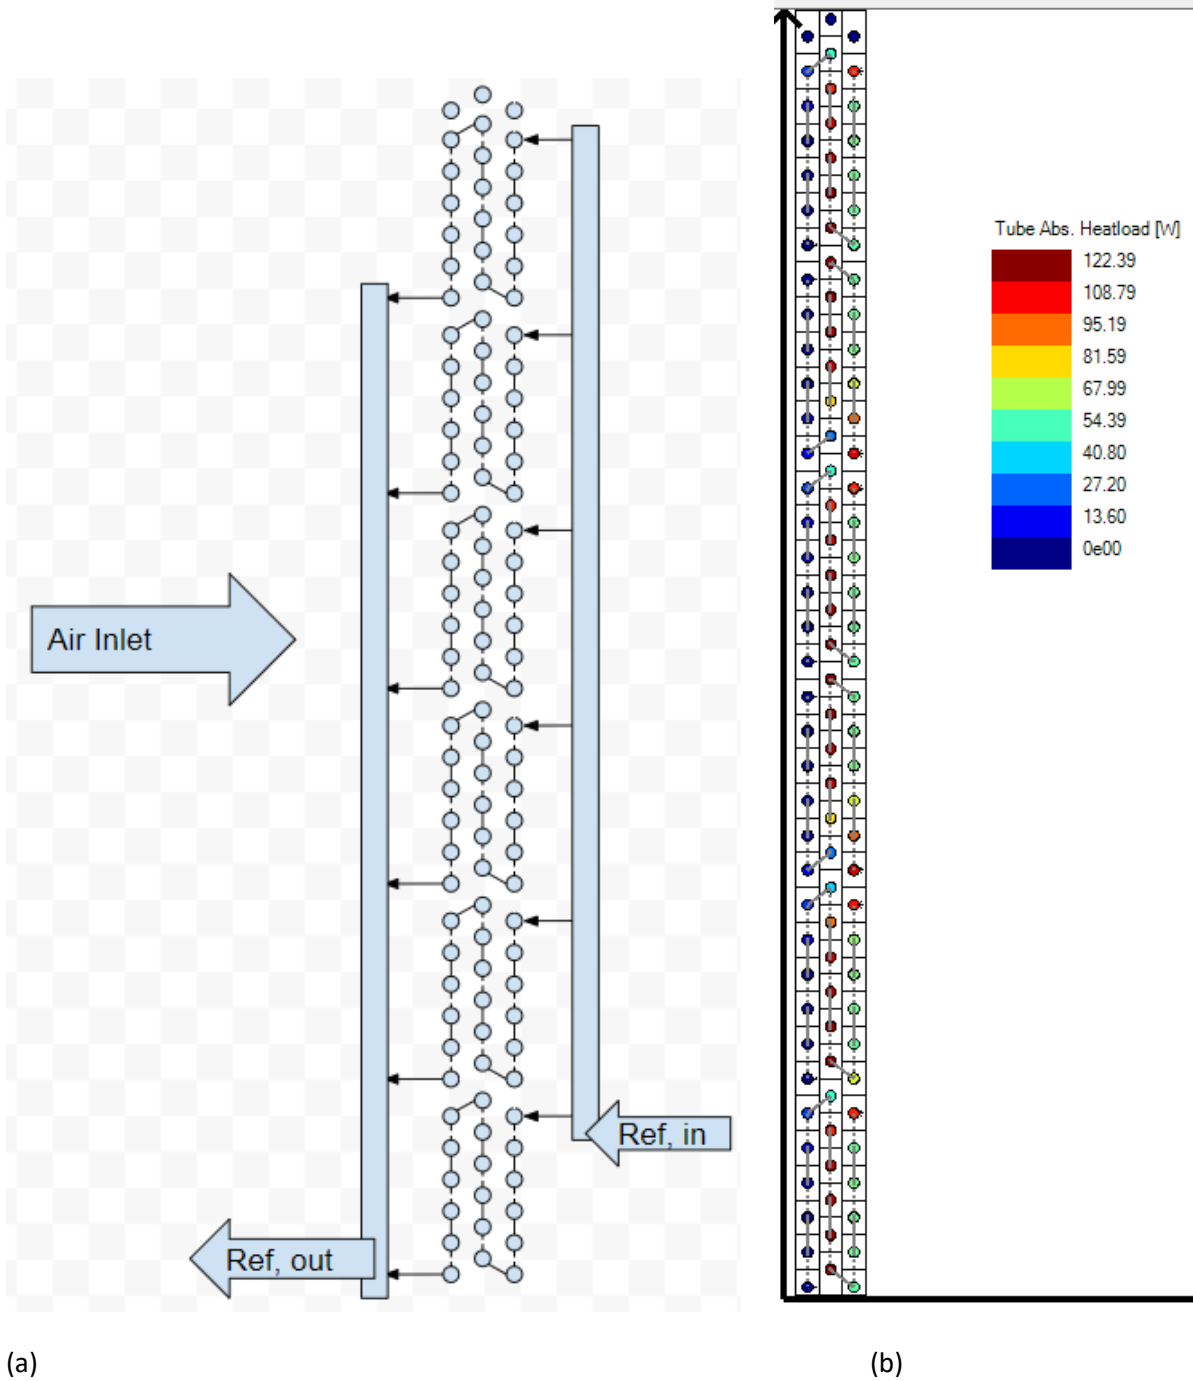 Air Inlet
Ref, in
Ref, out
Tube Abs. Heatload [W]
122.39
108.79
95.19
81.59
67.99
54.39
40.80
27.20
13.60
0e00
(a)
(b)